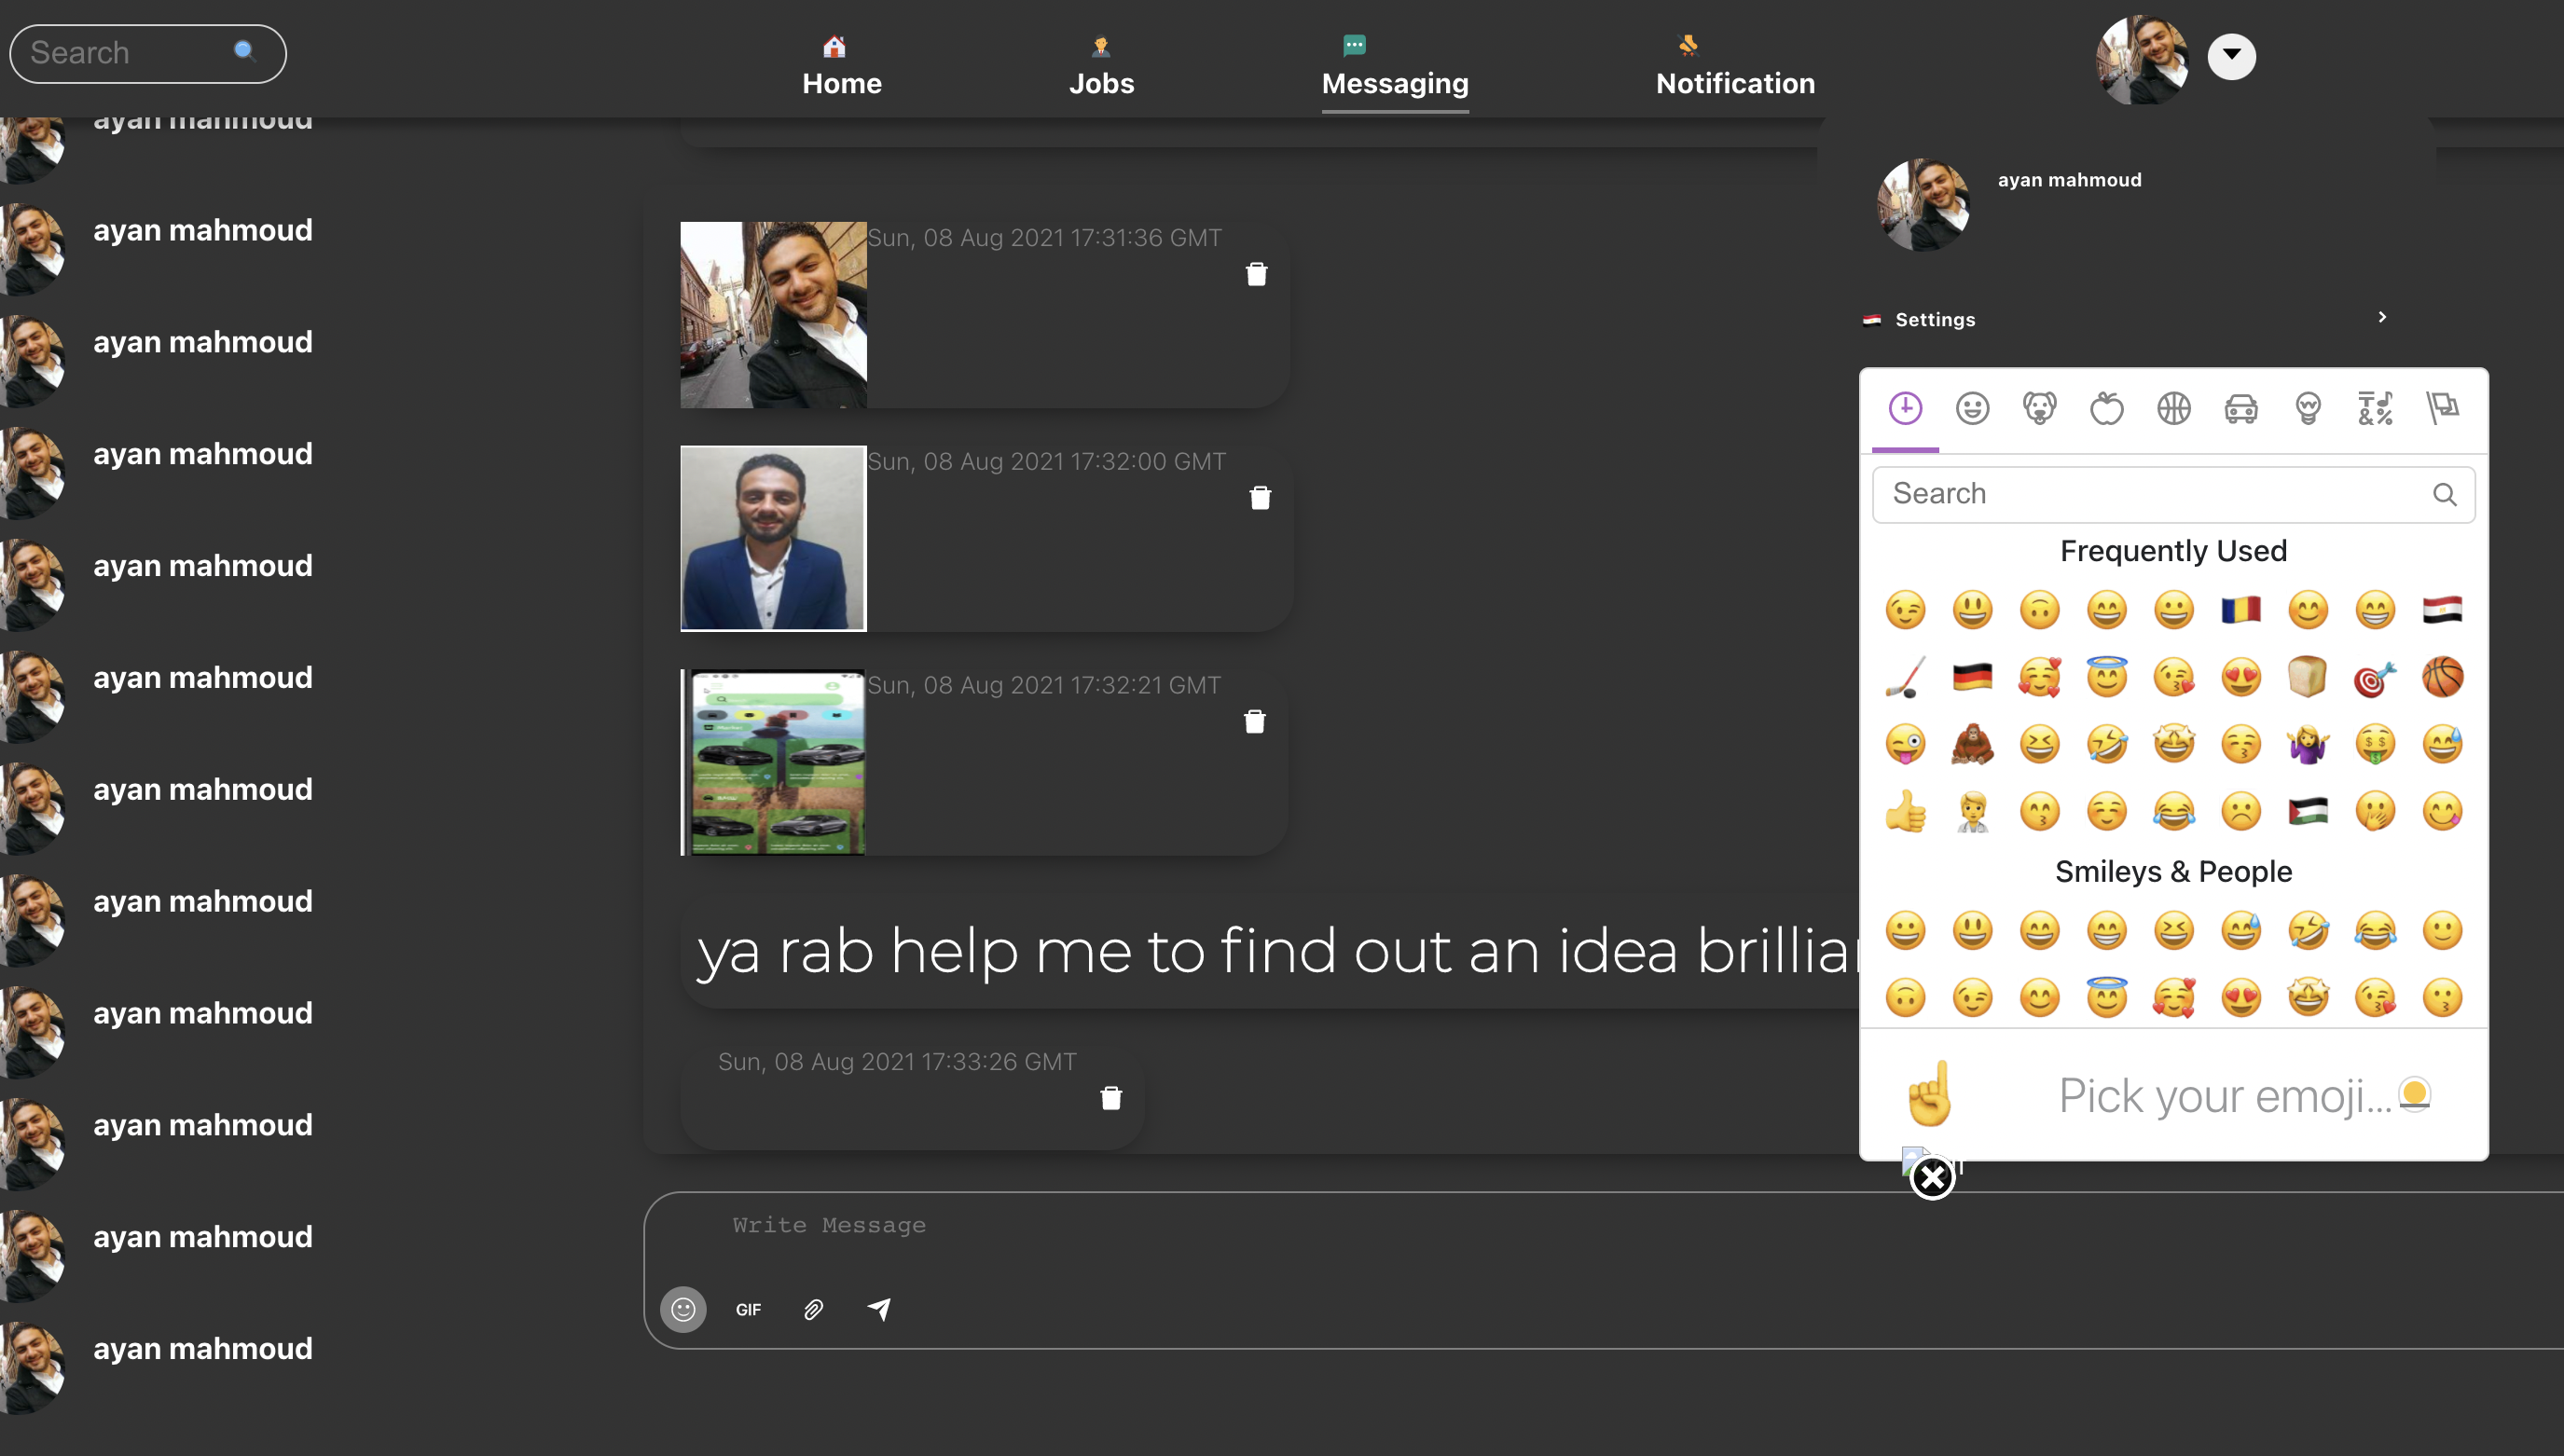 Search
Home
Jobs
Messaging
Notification
ayan mahmoud
ayan mahmoud
ayan mahmoud
ayan mahmoud
ayan mahmoud
ayan mahmoud
ayan mahmoud
ayan mahmoud
ayan mahmoud
ayan mahmoud
ayan mahmoud
ayan mahmoud
Sun, 08 Aug 2021 17:31:36 GMT
Sun, 08 Aug 2021 17:32:00 GMT
Sun, 08 Aug 2021 17:32:21 GMT
ya rab help me to find out an idea
Sun, 08 Aug 2021 17:33:26 GMT
Write Message
GIF
ayan mahmoud
Settings
Search
Frequently Used
Smileys & People
Pick your emoji...